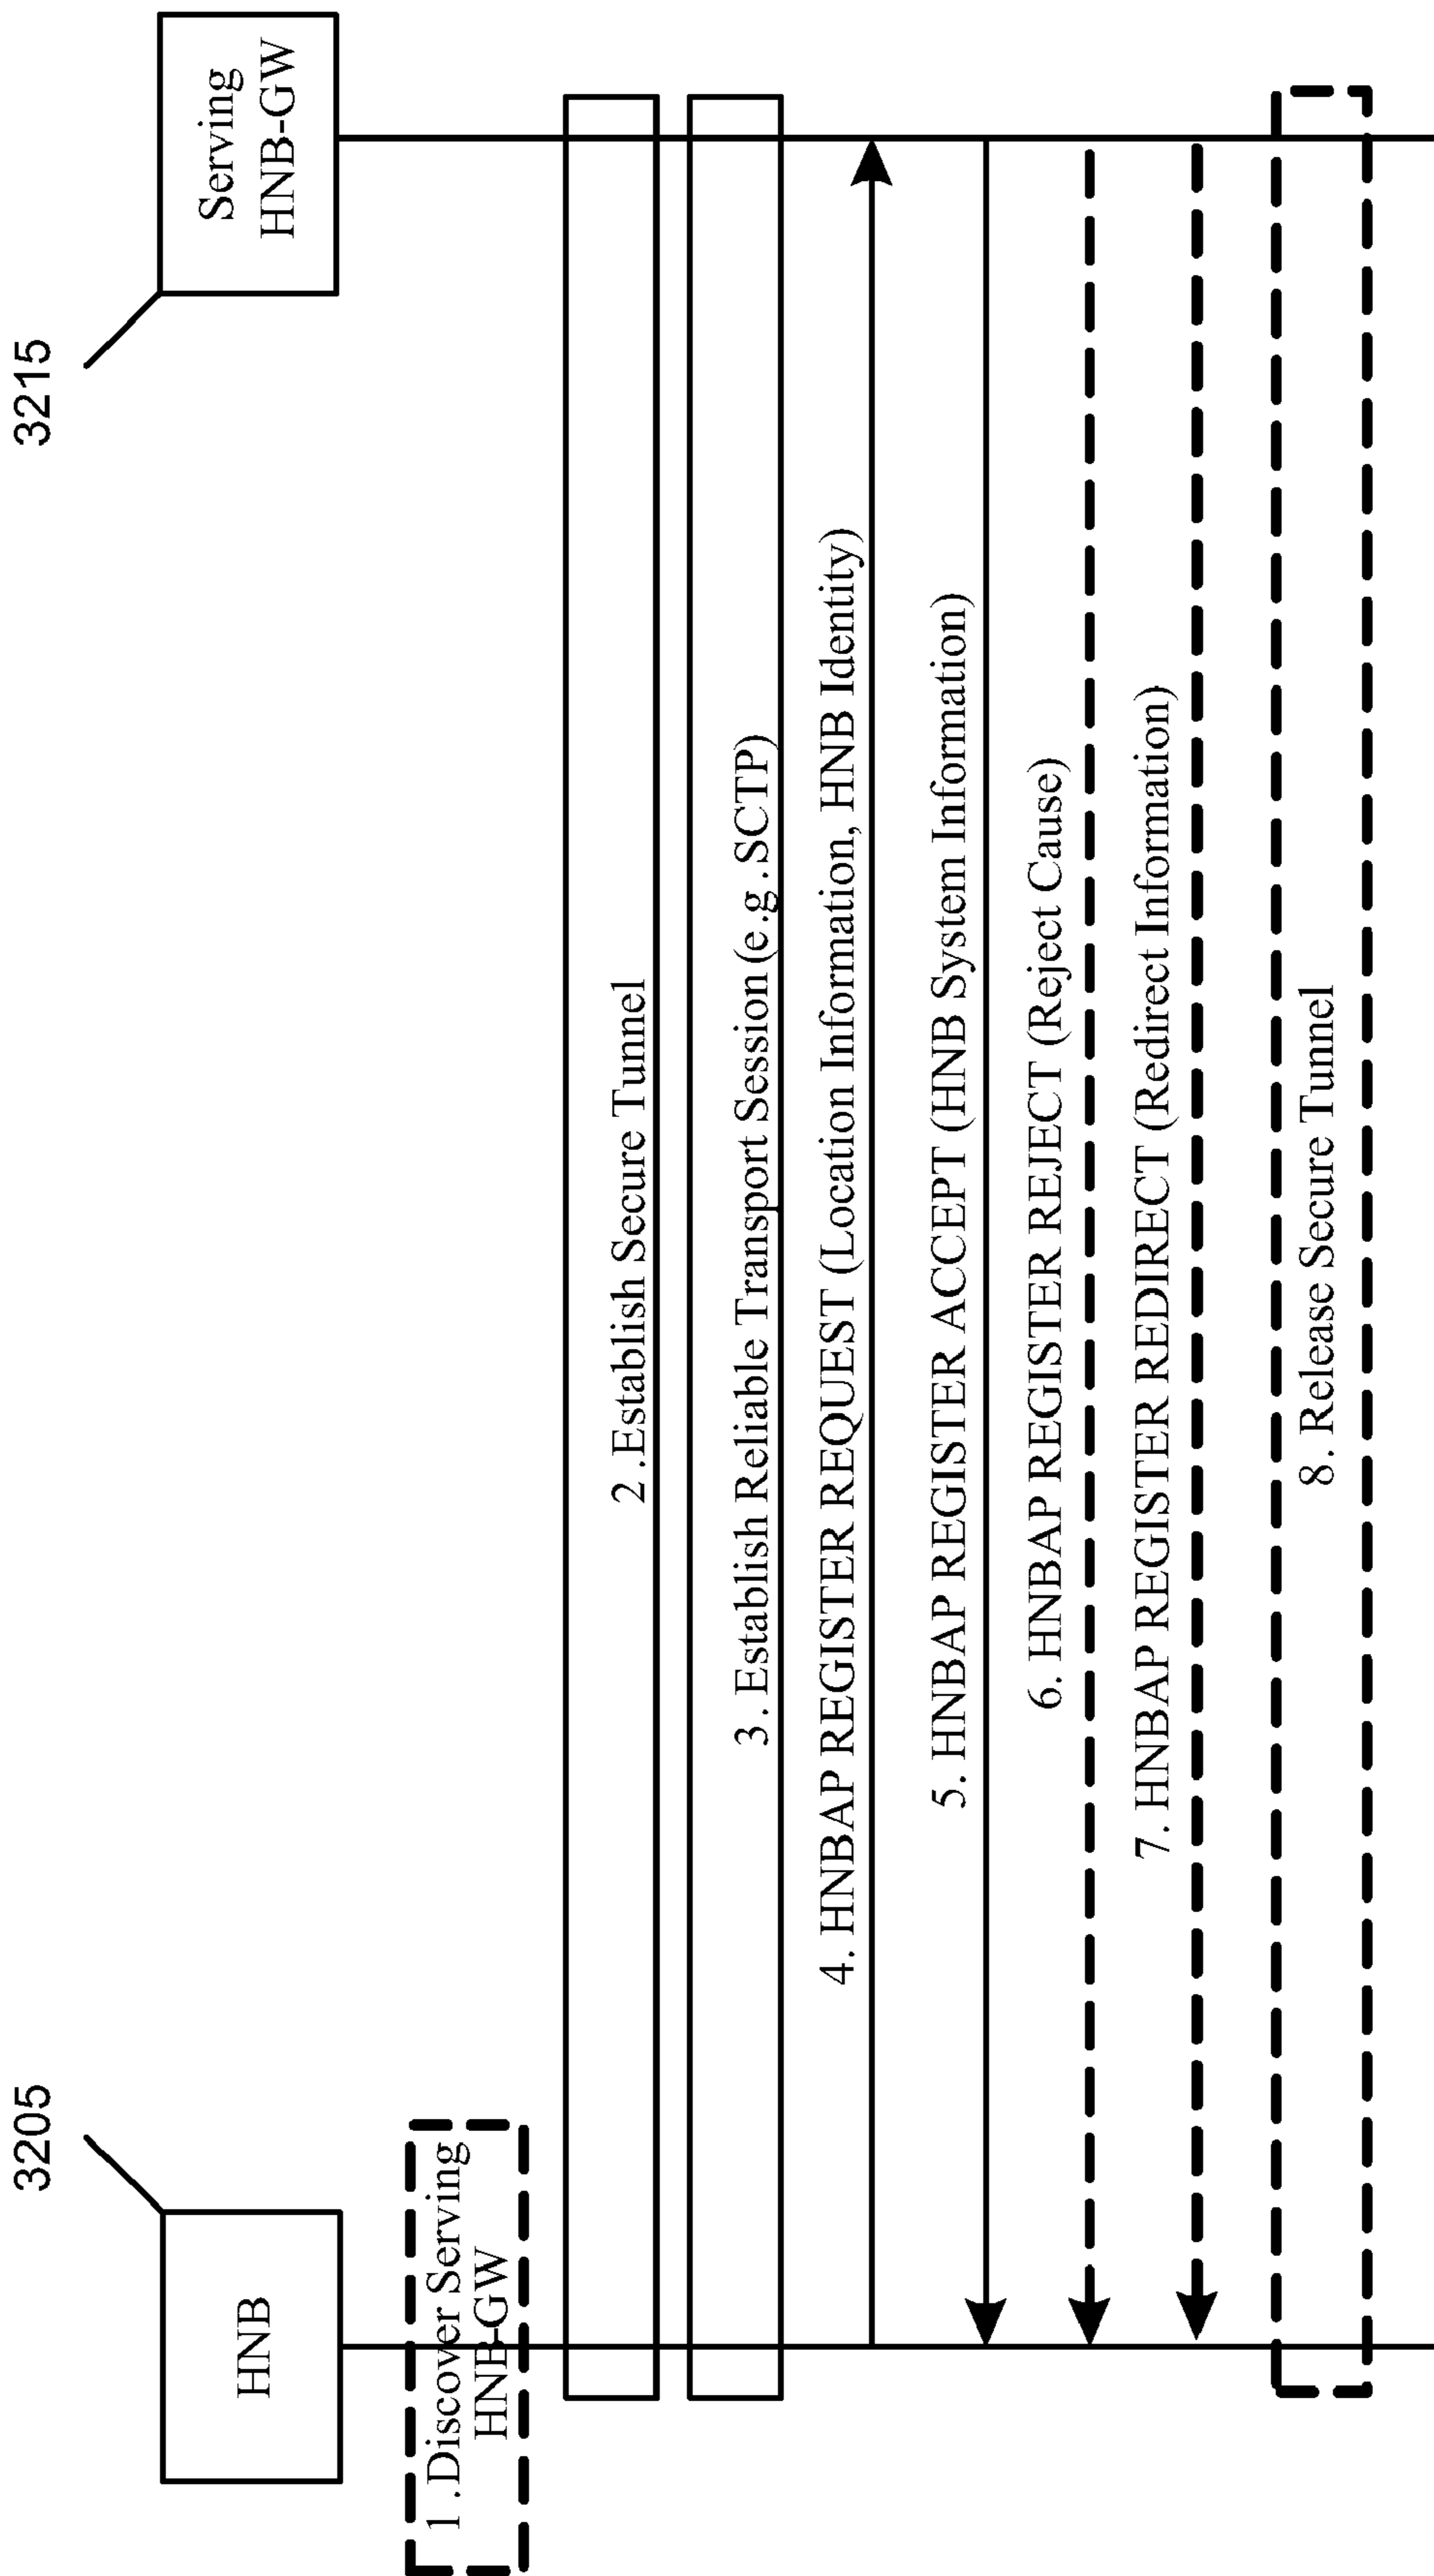 3205
3215
HNB
Serving
HNB-GW
1 .Discover Serving
HNB-GW
2 .Establish Secure Tunnel
3. Establish Reliable Transport Session (e.g .SCTP)
4. HNBAP REGISTER REQUEST (Location Information, HNB Identity)
5. HNBAP REGISTER ACCEPT (HNB System Information)
6. HNBAP REGISTER REJECT (Reject Cause)
7. HNBAP REGISTER REDIRECT (Redirect Information)
8. Release Secure Tunnel